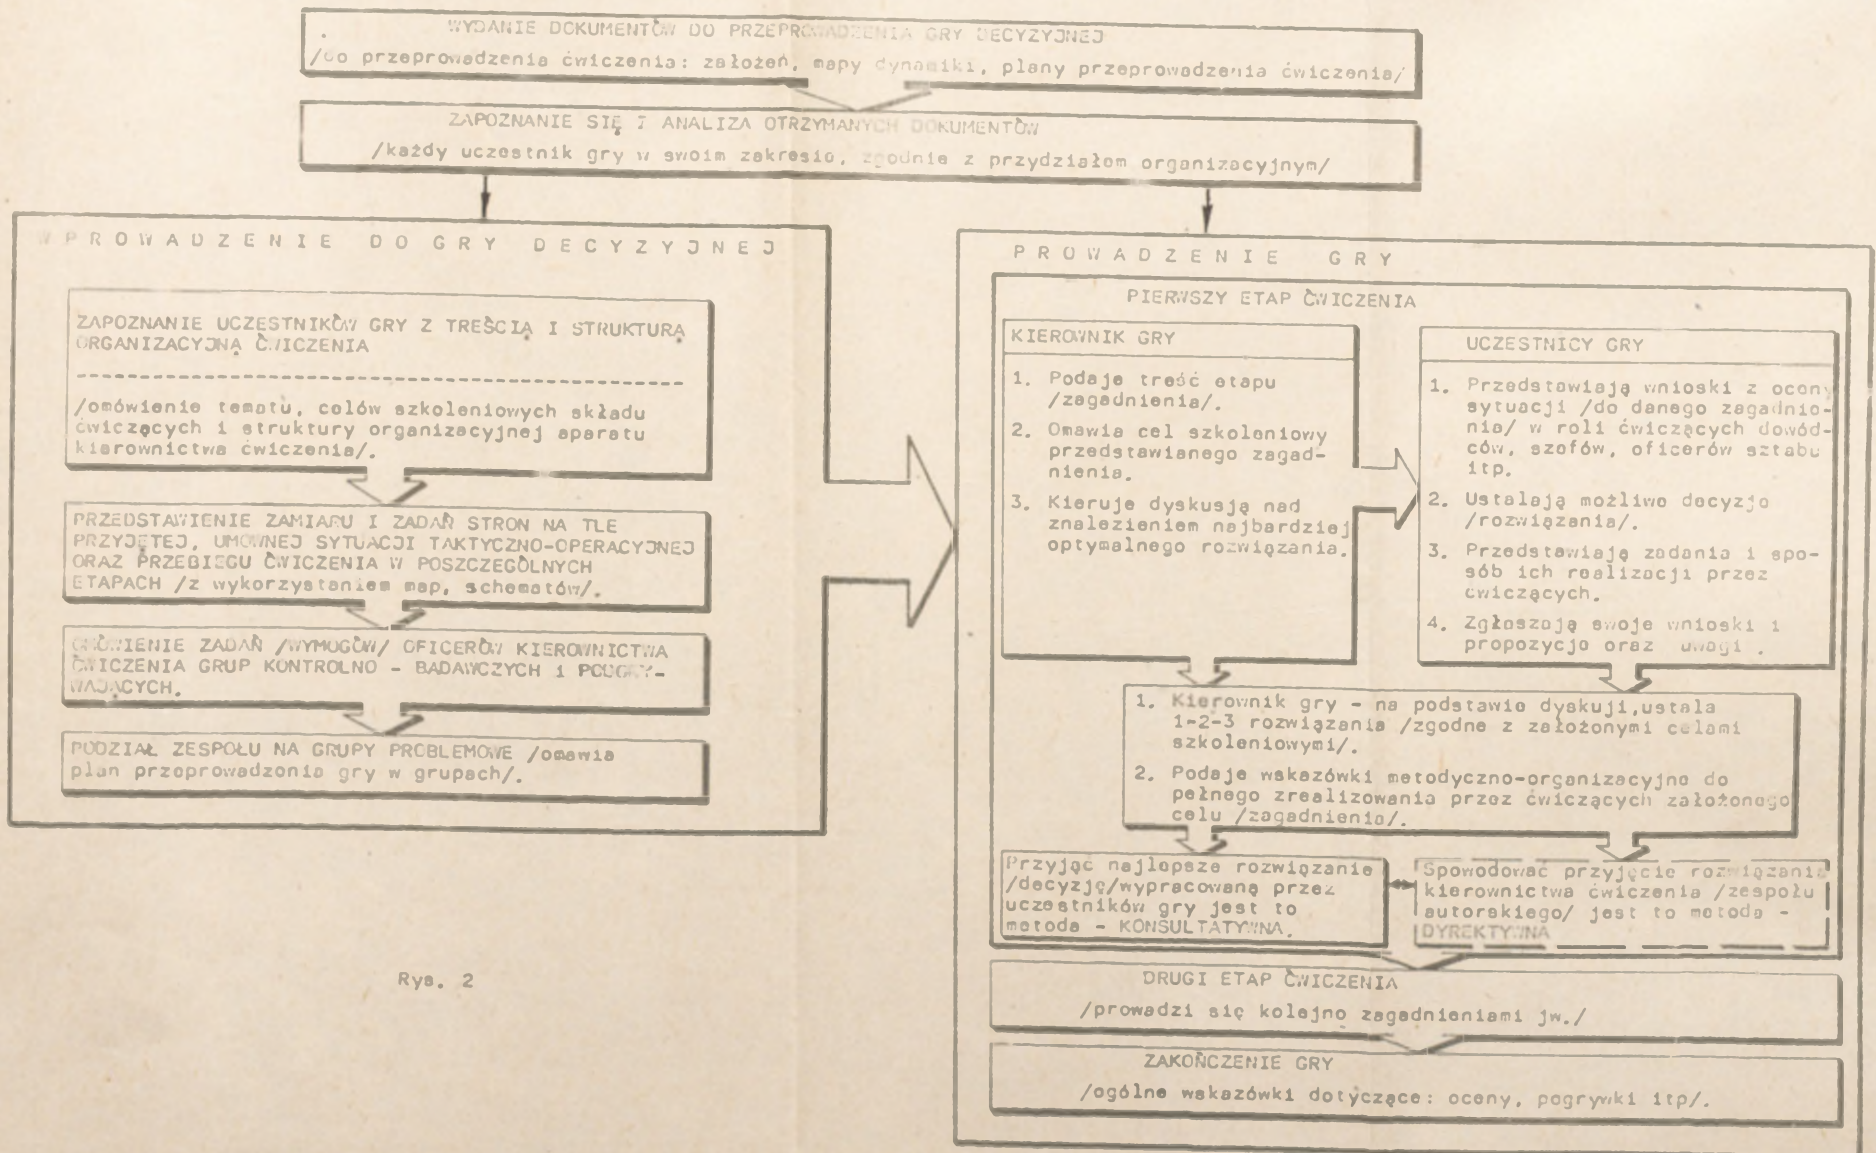 WYDANIE DOKUMENTÓW DO PRZEPROWADZENIA GRY DECYZYJNEJ
/do przeprowadzenia ćwiczenia: założeń, mapy dynamiki, plany przeprowadzenia ćwiczenia/
ZAPOZNANIE SIĘ I ANALIZA OTRZYMANYCH DOKUMENTÓW
/każdy uczestnik gry w swoim zakresie, zgodnie z przydziałem organizacyjnym/
WPROWADZENIE DO GRY DECYZYJNEJ
ZAPOZNANIE UCZESTNIKÓW GRY Z TREŚCIĄ I STRUKTURĄ
ORGANIZACYJNĄ ĆWICZENIA
/omówienie tematu, celów szkoleniowych składu
ćwiczących i struktury organizacyjnej aparatu
kierownictwa ćwiczenia/.
PRZEDSTAWIENIE ZAMIARU I ZADAŃ STRON NA TLE
PRZYJĘTEJ, UMOWNEJ SYTUACJI TAKTYCZNO-OPERACYJNEJ
ORAZ PRZEBIEGU ĆWICZENIA W POSZCZEGÓLNYCH
ETAPACH /z wykorzystaniem map, schematów/.
OMÓWIENIE ZADAŃ /WYMOGÓW/ OFICERÓW KIEROWNICTWA
ĆWICZENIA GRUP KONTROLNO - BADAWCZYCH i PODGRY-
WAJĄCYCH.
PODZIAŁ ZESPOŁU NA GRUPY PROBLEMOWE /omawia
plan przeprowadzenia gry w grupach/.
Rys. 2
PROWADZENIE GRY
PIERWSZY ETAP ĆWICZENIA
KIEROWNIK GRY
1. Podaje treść etapu
/zagadnienia/.
2. Omawia cel szkoleniowy
przedstawianego zagad-
nienia.
3. Kieruje dyskusją nad
znalezieniem najbardziej
optymalnego rozwiązania.
UCZESTNICY GRY
1. Przedstawiają wnioski z oceny
sytuacji /do danego zagadnie-
nia/ w roli ćwiczących dowód-
ców, szefów, oficerów sztabu
itp.
2. Ustalają możliwe decyzje
/rozwiązania/.
3. Przedstawiają zadania i spo-
sób ich realizacji przez
ćwiczących.
4. Zgłaszają swoje wnioski i
propozycje oraz uwagi .
1. Kierownik gry - na podstawie dyskuji,ustala
1-2-3 rozwiązania /zgodne z założonymi celami
szkoleniowymi/.
2. Podaje wskazówki metodyczno-organizacyjne do
pełnego zrealizowania przez ćwiczących założonego
celu /zagadnienia/.
Przyjąć najlepsze rozwiązanie
/decyzję/wypracowaną przez
uczestników gry jest to
metoda - KONSULTATYWNA.
Spowodować przyjęcie rozwiązania
kierownictwa ćwiczenia /zespołu
autorskiego/ jest to metoda -
DYREKTYWNA
DRUGI ETAP ĆWICZENIA
/prowadzi się kolejno zagadnieniami jw./
ZAKOŃCZENIE GRY
/ogólne wskazówki dotyczące: oceny, pogrywki itp/.